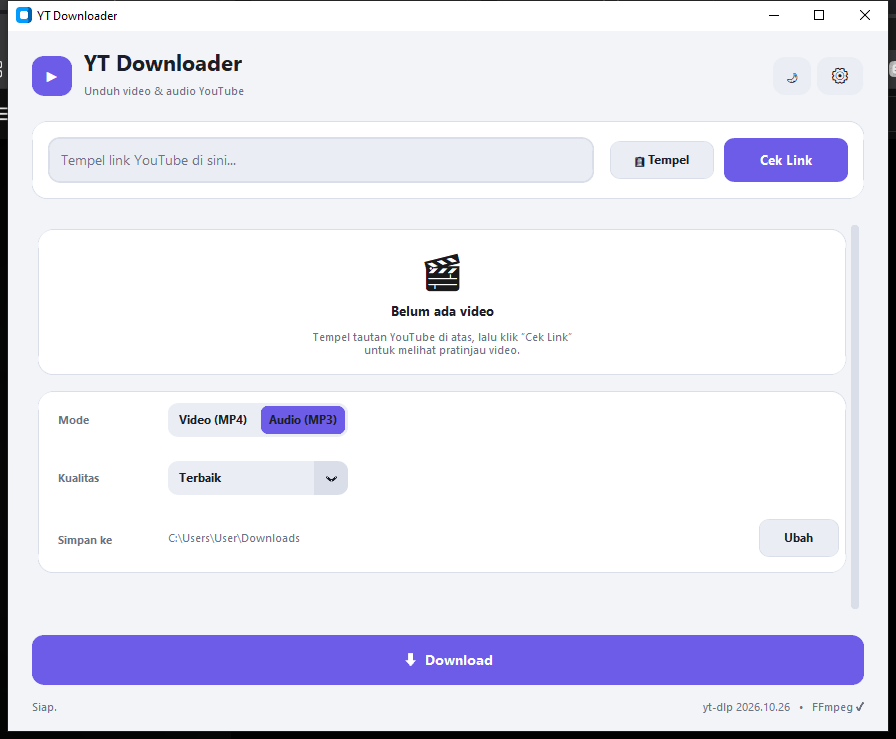 YT Downloader
YT Downloader
Unduh video & audio YouTube
Tempel link YouTube di sini...
Tempel
Cek Link
Belum ada video
Tempel tautan YouTube di atas, lalu klik "Cek Link"
untuk melihat pratinjau video.
Mode
Video (MP4)
Audio (MP3)
Kualitas
Terbaik
Simpan ke
C:\Users\User\Downloads
Ubah
⬇ Download
Siap.
yt-dlp 2026.10.26 • FFmpeg ✓